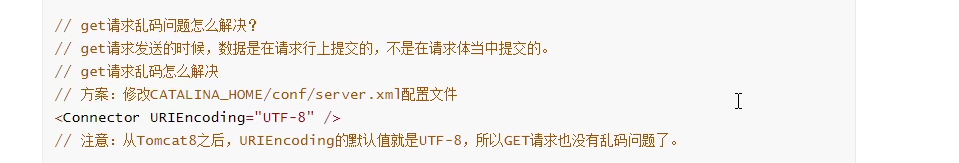 // get请求乱码问题怎么解决？
// get请求发送的时候，数据是在请求行上提交的，不是在请求体当中提交的。
// get请求乱码怎么解决
// 方案：修改CATALINA_HOME/conf/server.xml配置文件
<Connector URIEncoding="UTF-8" />
// 注意：从Tomcat8之后，URIEncoding的默认值就是UTF-8，所以GET请求也没有乱码问题了。